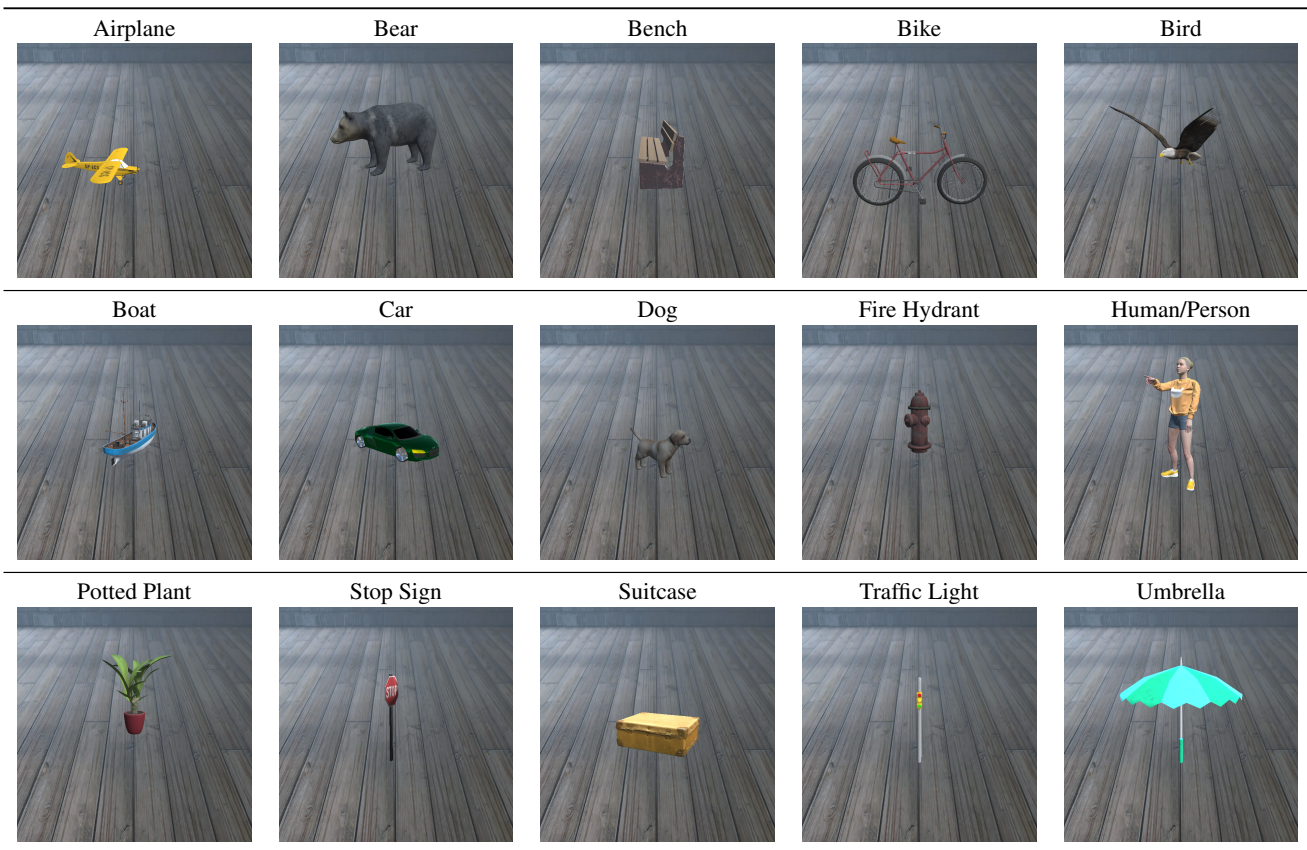 Airplane Bear Bench Bike Bird
Boat Car Dog Fire Hydrant Human/Person
Potted Plant Stop Sign Suitcase Traffic Light Umbrella
STOP